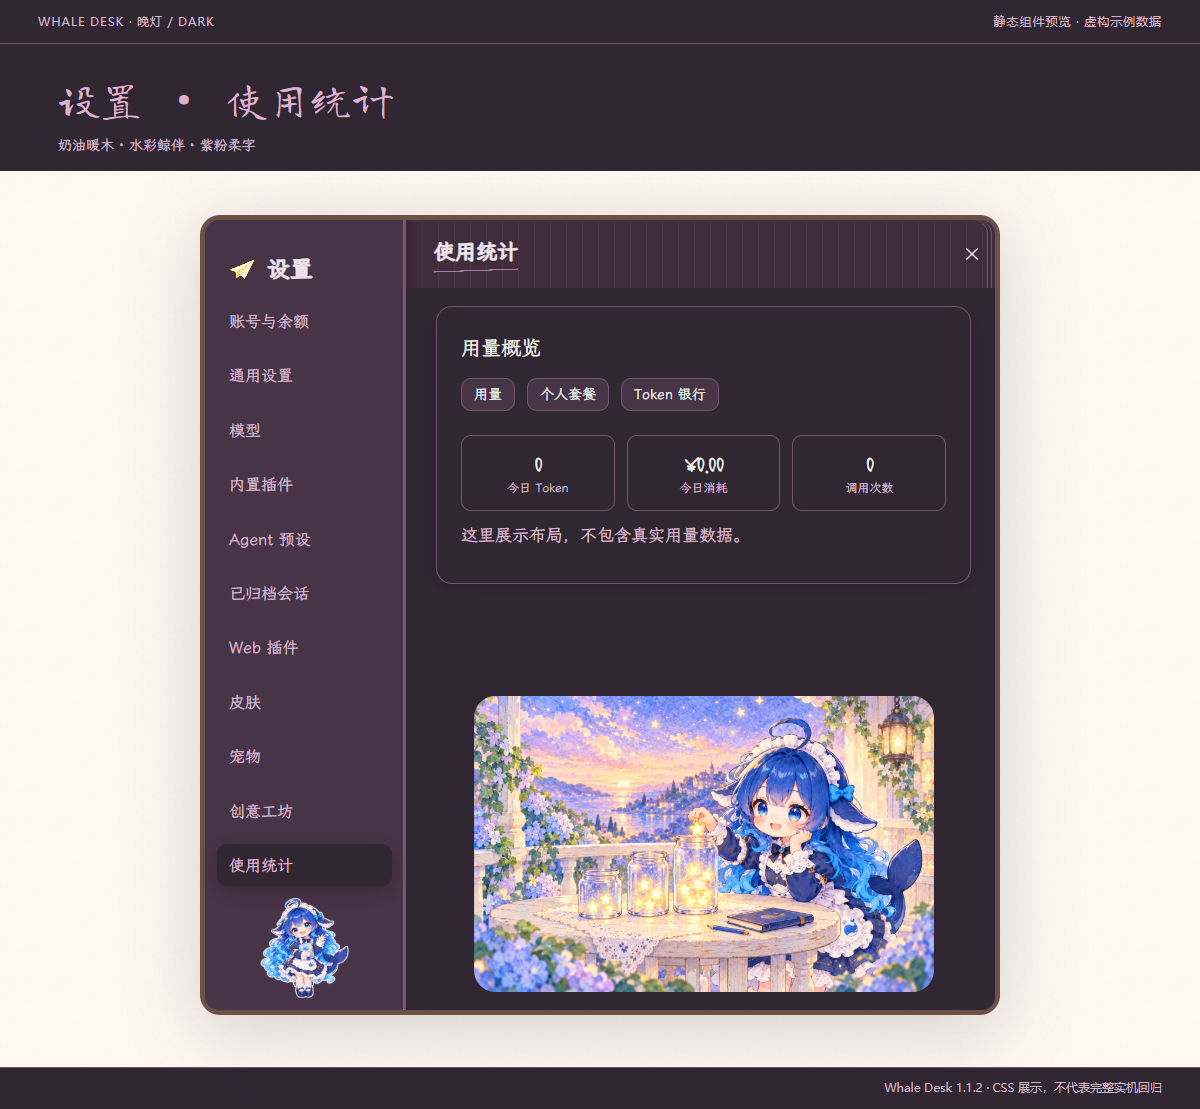 WHALE DESK · 晚灯 / DARK
静态组件预览 · 虚构示例数据
设置 · 使用统计
奶油暖木 · 水彩鲸伴 · 紫粉柔字
设置
账号与余额
通用设置
模型
内置插件
Agent 预设
已归档会话
Web 插件
皮肤
宠物
创意工坊
使用统计
使用统计
用量概览
用量
个人套餐
Token 银行
0
今日 Token
¥0.00
今日消耗
0
调用次数
这里展示布局，不包含真实用量数据。
Whale Desk 1.1.2 · CSS 展示，不代表完整实机回归